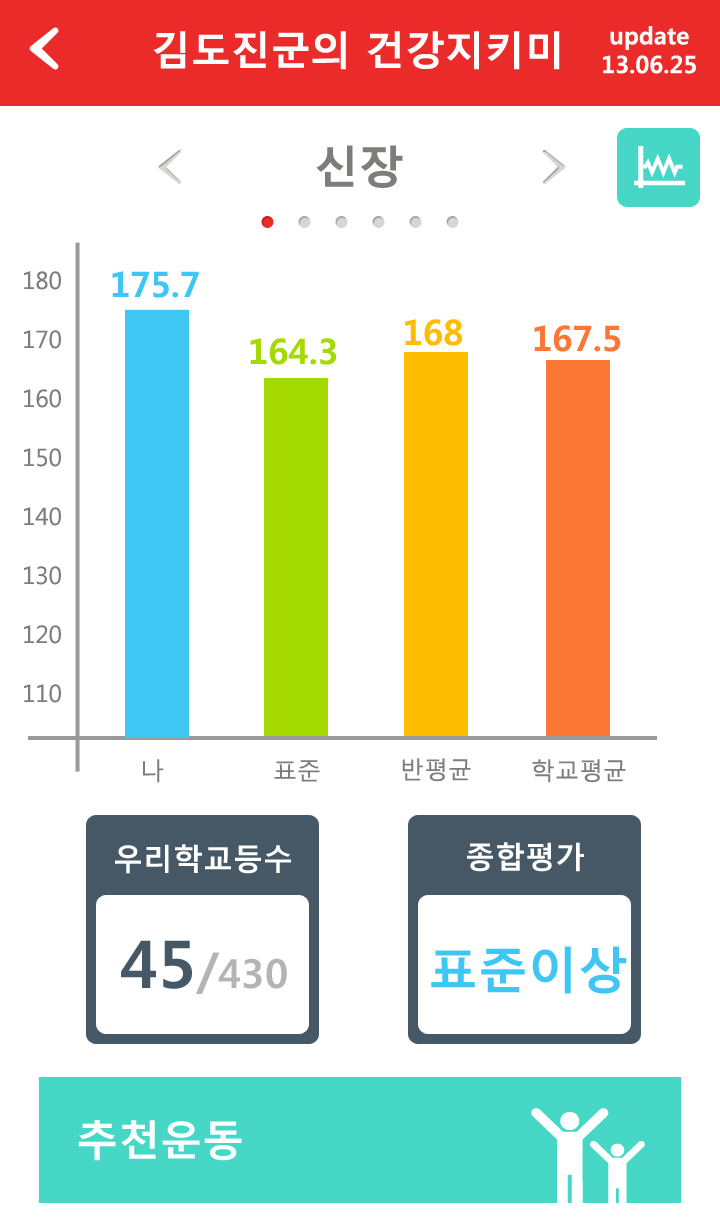 김도진군의 건강지키미
update
13.06.25
신장
180
170
160
150
140
130
120
110
175.7
164.3
168
167.5
나
표준
반평균
학교평균
우리학교등수
45/430
종합평가
표준이상
추천운동